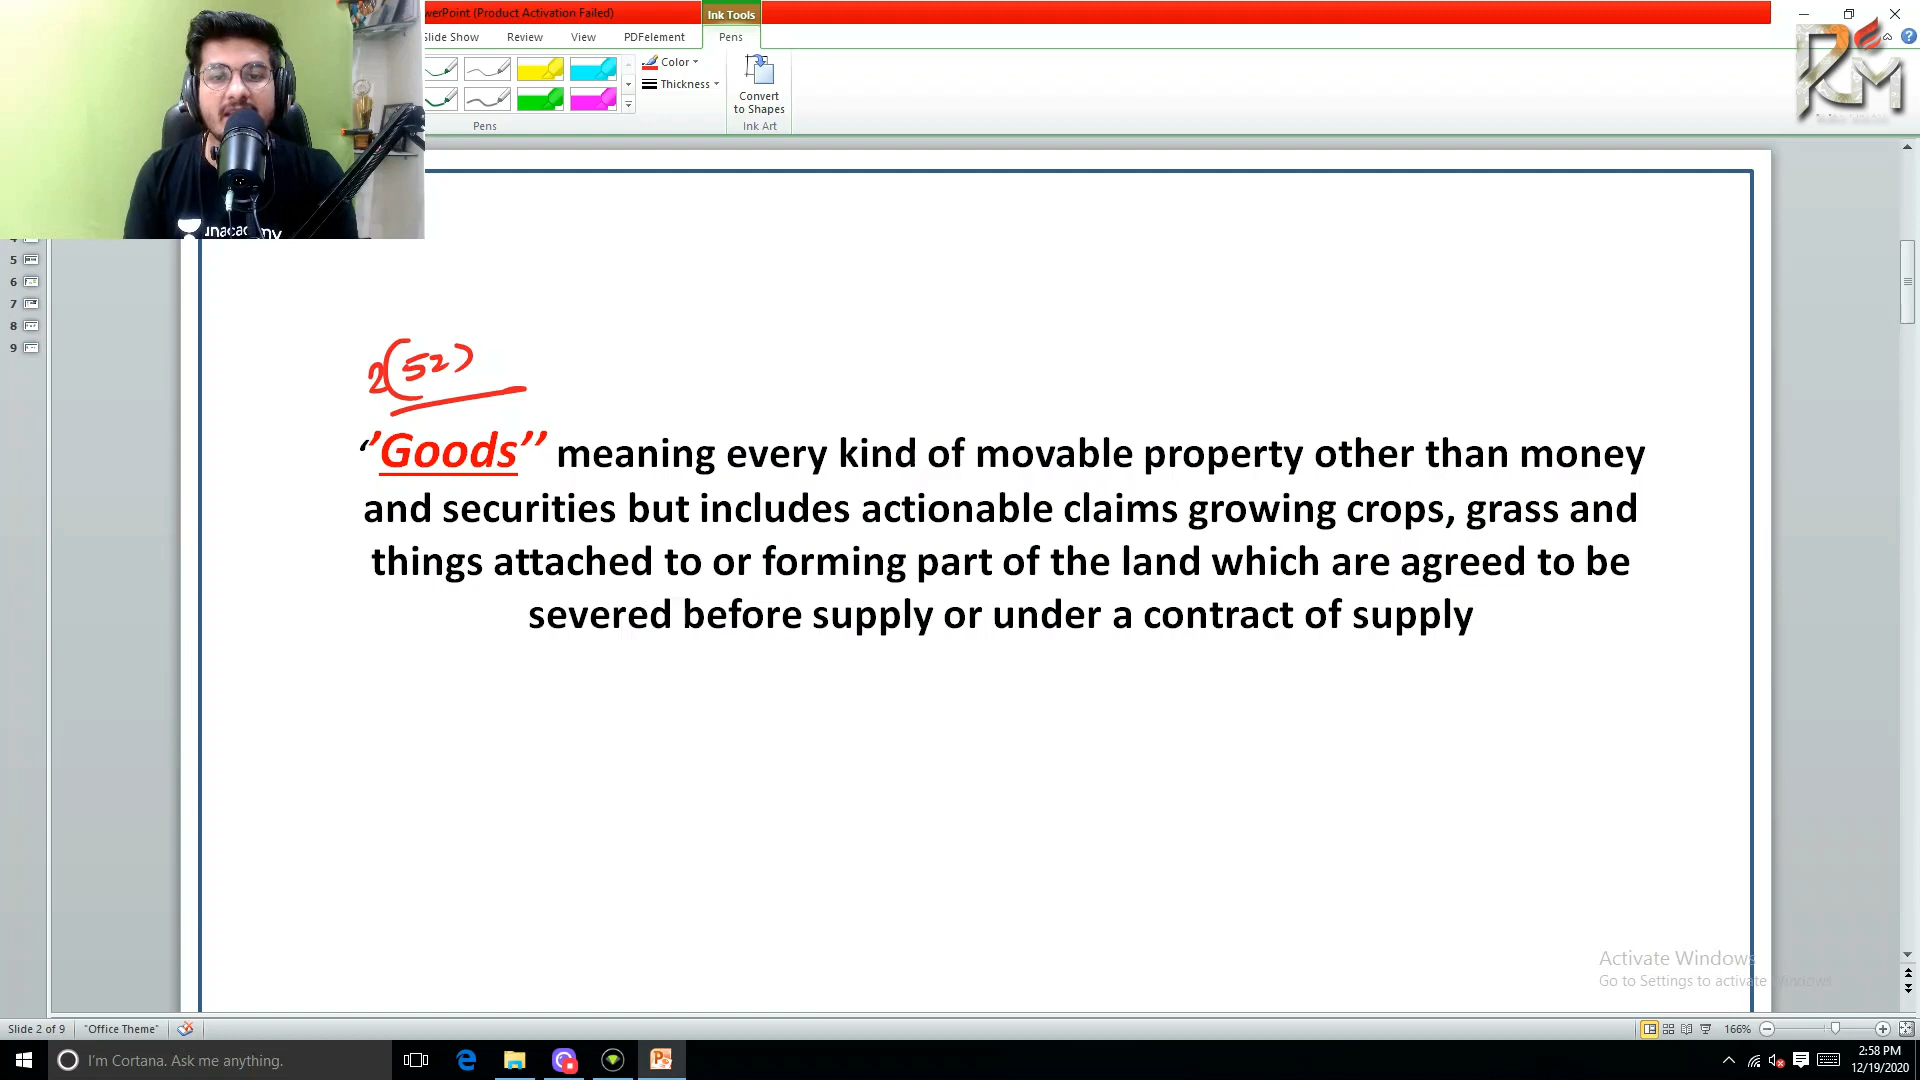 werPoint (Product Activation Failed)
Ink Tools
Slide Show
Review
View
PDFelement
Pens
Color
Thickness
Convert
to Shapes
Pens
Ink Art
RM
unacademy
5
6
7
8
9
2(52)
‘’Goods’’ meaning every kind of movable property other than money
and securities but includes actionable claims growing crops, grass and
things attached to or forming part of the land which are agreed to be
severed before supply or under a contract of supply
Activate Windows
Go to Settings to activate Windows
Slide 2 of 9
"Office Theme"
166%
I'm Cortana. Ask me anything.
2:58 PM
12/19/2020